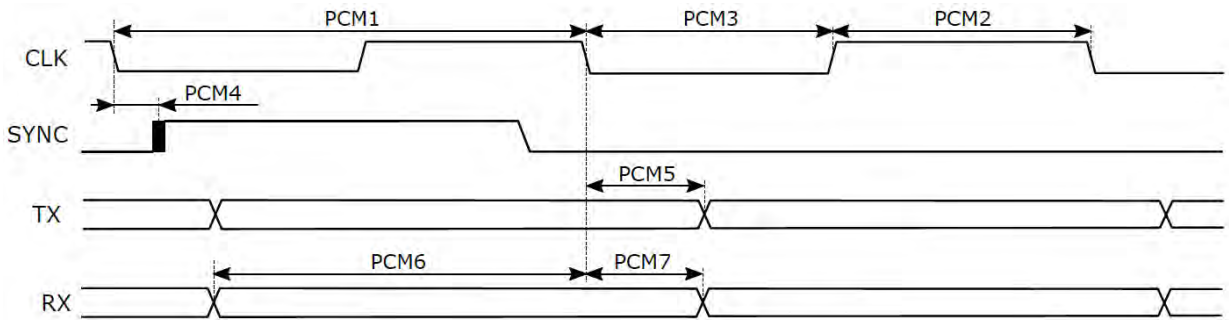 PCM1 PCM3 PCM2
CLK
PCM4
SYNC
PCM5
TX
PCM6 PCM7
RX